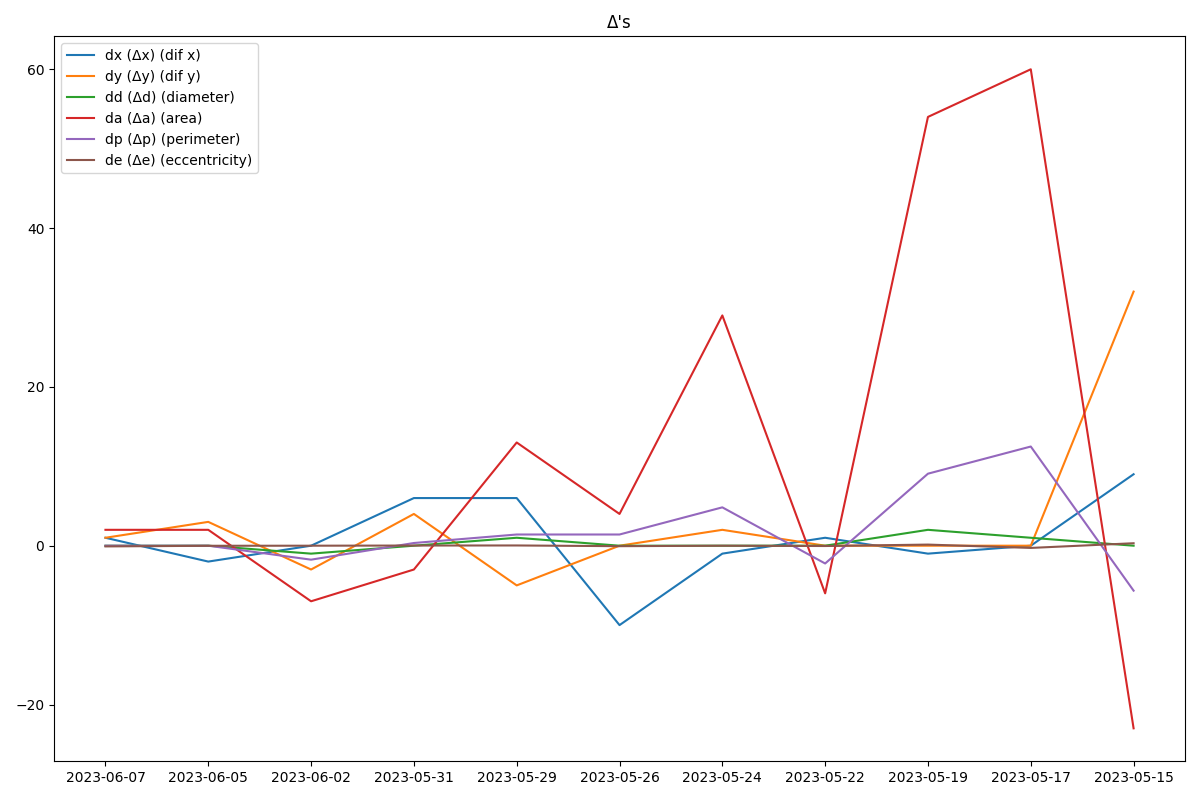 Δ's
dx (Δx) (dif x)
dy (Δy) (dif y)
dd (Δd) (diameter)
da (Δa) (area)
dp (Δp) (perimeter)
de (Δe) (eccentricity)
60
40
20
0
−20
2023-06-07 2023-06-05 2023-06-02 2023-05-31 2023-05-29 2023-05-26 2023-05-24 2023-05-22 2023-05-19 2023-05-17 2023-05-15